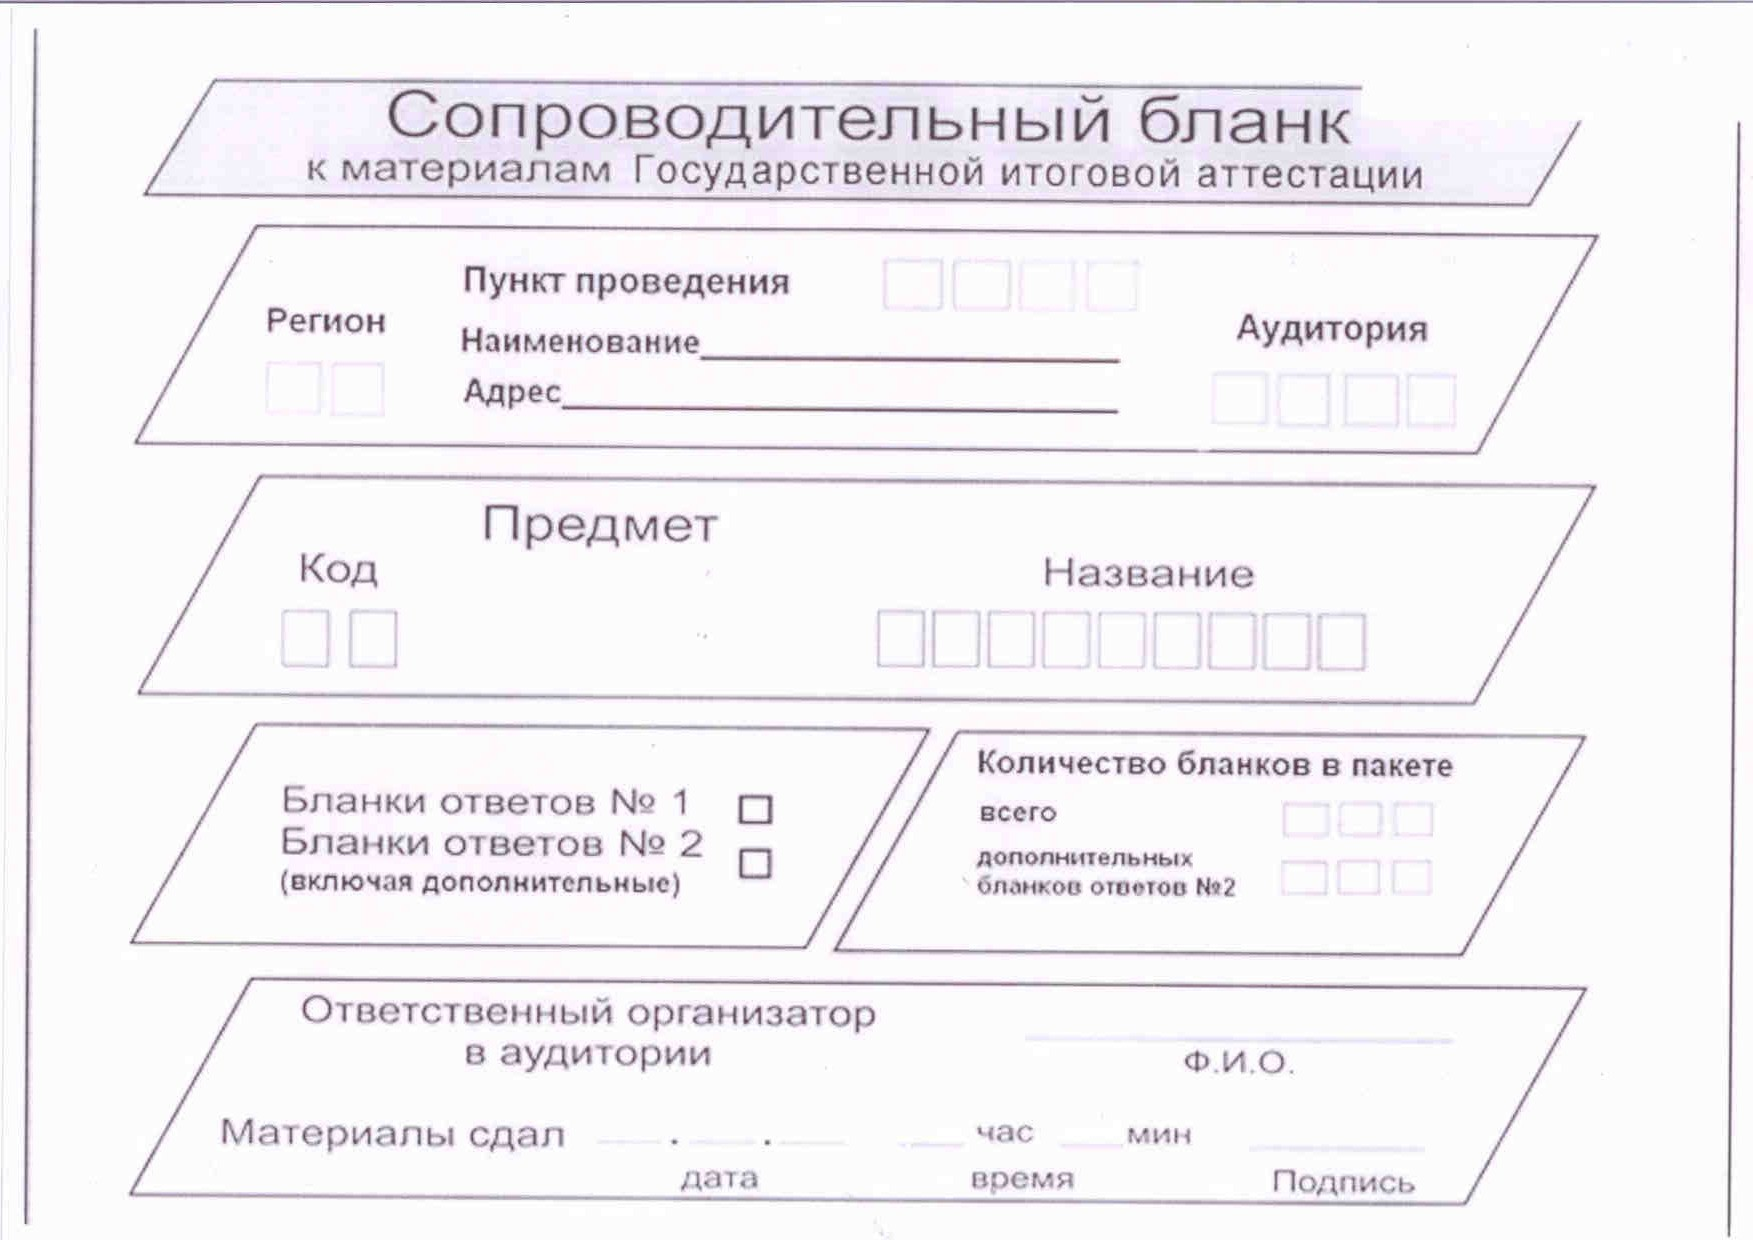 Сопроводительный бланк
к материалам Государственной итоговой аттестации
Пункт проведения
Регион
Наименование
Аудитория
Адрес
Предмет
Код
Название
Бланки ответов № 1
Бланки ответов № 2
(включая дополнительные)
Количество бланков в пакете
всего
дополнительных
бланков ответов №2
Ответственный организатор
в аудитории
Ф.И.О.
Материалы сдал . . час мин
дата время Подпись